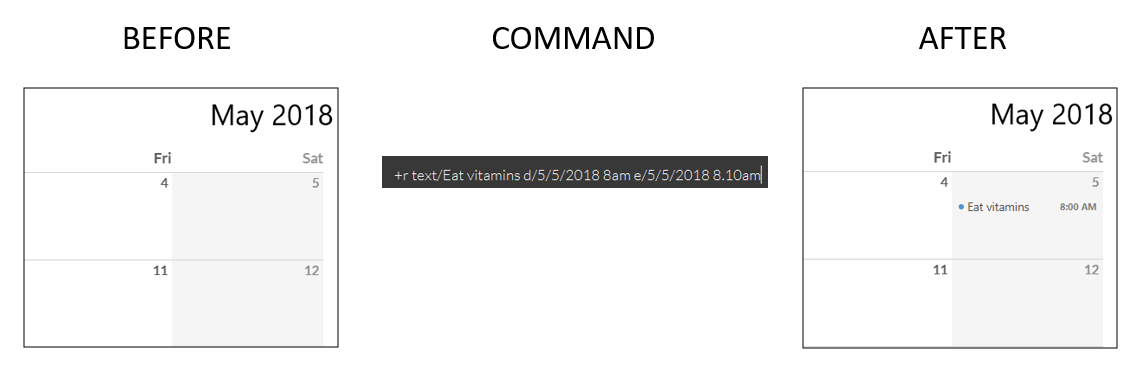 BEFORE
COMMAND
AFTER
May 2018
Fri Sat
4 5
11 12
+r text/Eat vitamins d/5/5/2018 8am e/5/5/2018 8.10am
May 2018
Fri Sat
4 5
Eat vitamins 8:00 AM
11 12